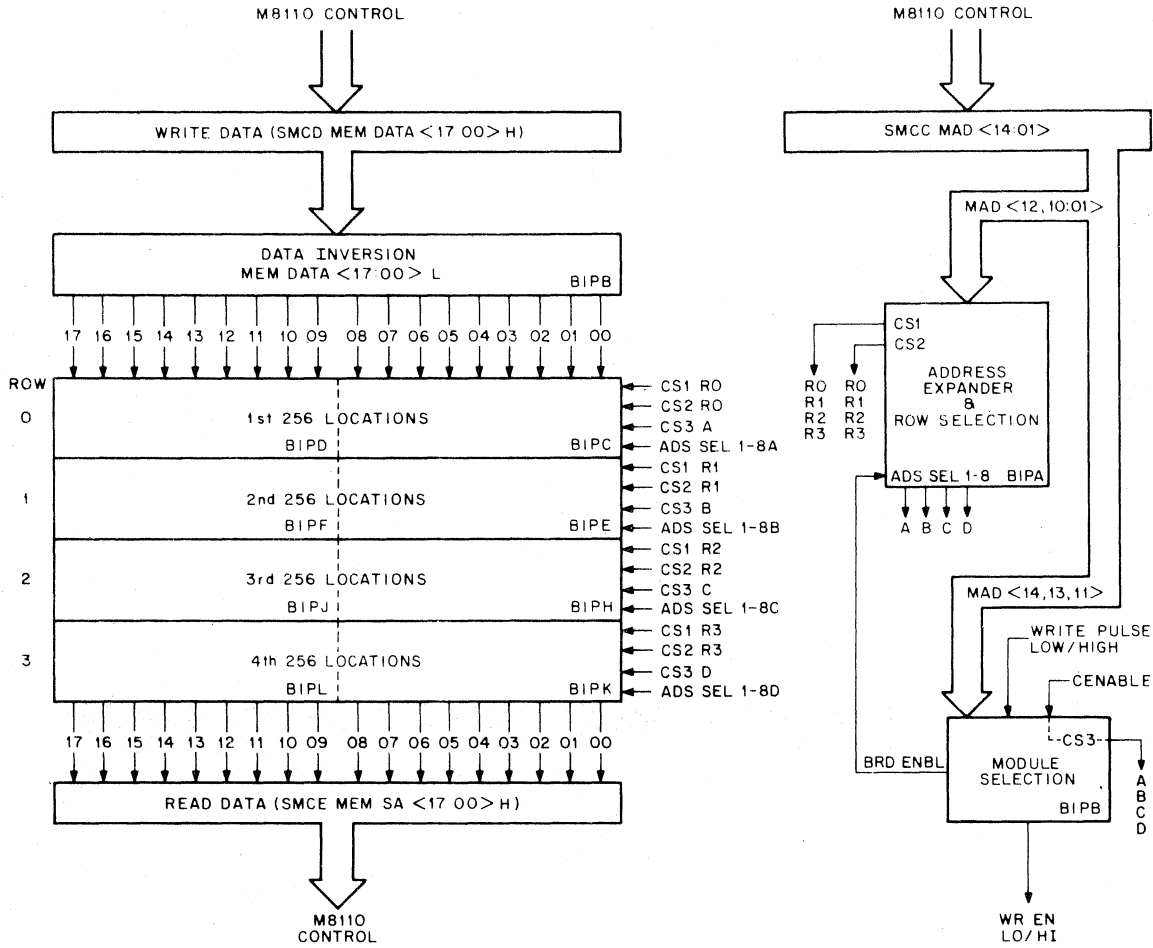 M8110 CONTROL
WRITE DATA (SMCD MEM DATA <17 00> H)
DATA INVERSION
MEM DATA <17:00> L
BIPB
17 16 15 14 13 12 11 10 09 08 07 06 05 04 03 02 01 00
ROW
0
1st 256 LOCATIONS
BIPD
BIPC
CS1 R0
CS2 R0
CS3 A
ADS SEL 1-8A
1
2nd 256 LOCATIONS
BIPF
BIPE
CS1 R1
CS2 R1
CS3 B
ADS SEL 1-8B
2
3rd 256 LOCATIONS
BIPJ
BIPH
CS1 R2
CS2 R2
CS3 C
ADS SEL 1-8C
3
4th 256 LOCATIONS
BIPL
BIPK
CS1 R3
CS2 R3
CS3 D
ADS SEL 1-8D
17 16 15 14 13 12 11 10 09 08 07 06 05 04 03 02 01 00
READ DATA (SMCE MEM SA <17 00> H)
M8110
CONTROL
M8110 CONTROL
SMCC MAD <14:01>
MAD <12,10:01>
CS1
CS2
R0 R0
R1 R1
R2 R2
R3 R3
ADDRESS
EXPANDER
&
ROW SELECTION
ADS SEL 1-8 BIPA
A B C D
MAD <14,13,11>
WRITE PULSE
LOW/HIGH
CENABLE
CS3
BRD ENBL
MODULE
SELECTION
BIPB
A
B
C
D
WR EN
LO/HI